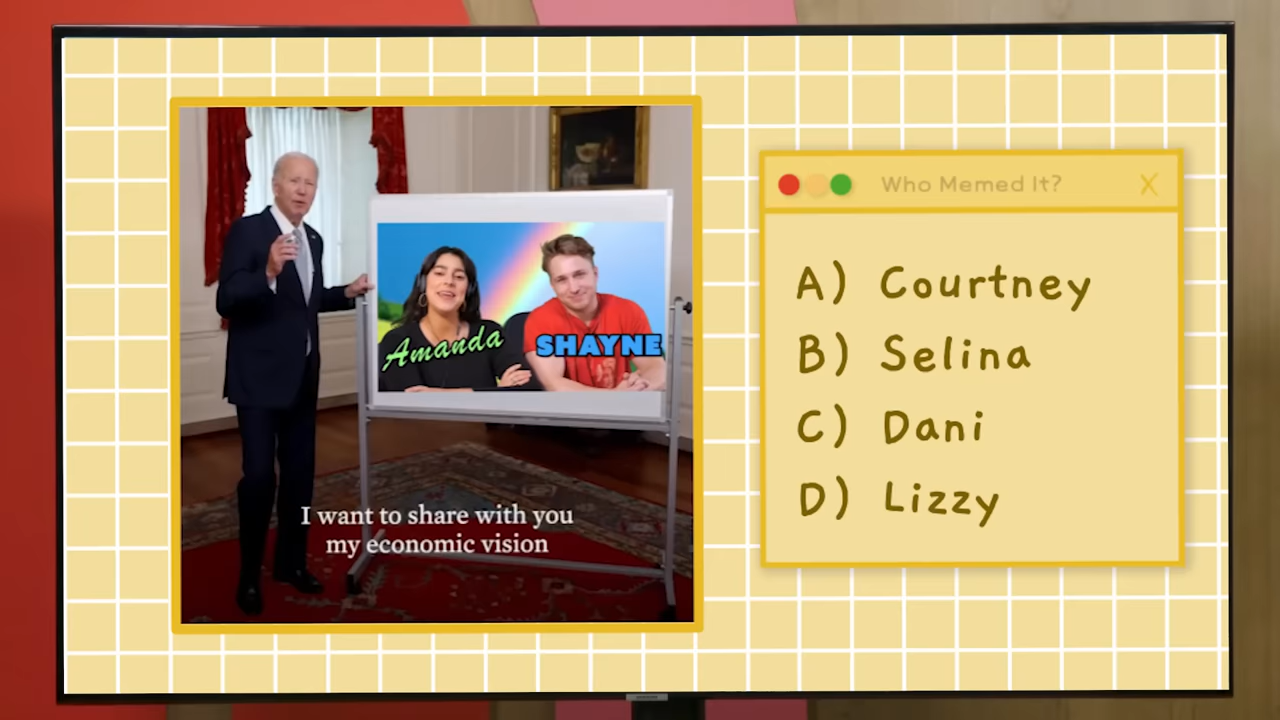 Who Memed It?
X
A) Courtney
B) Selina
C) Dani
D) Lizzy
Amanda
SHAYNE
I want to share with you
my economic vision